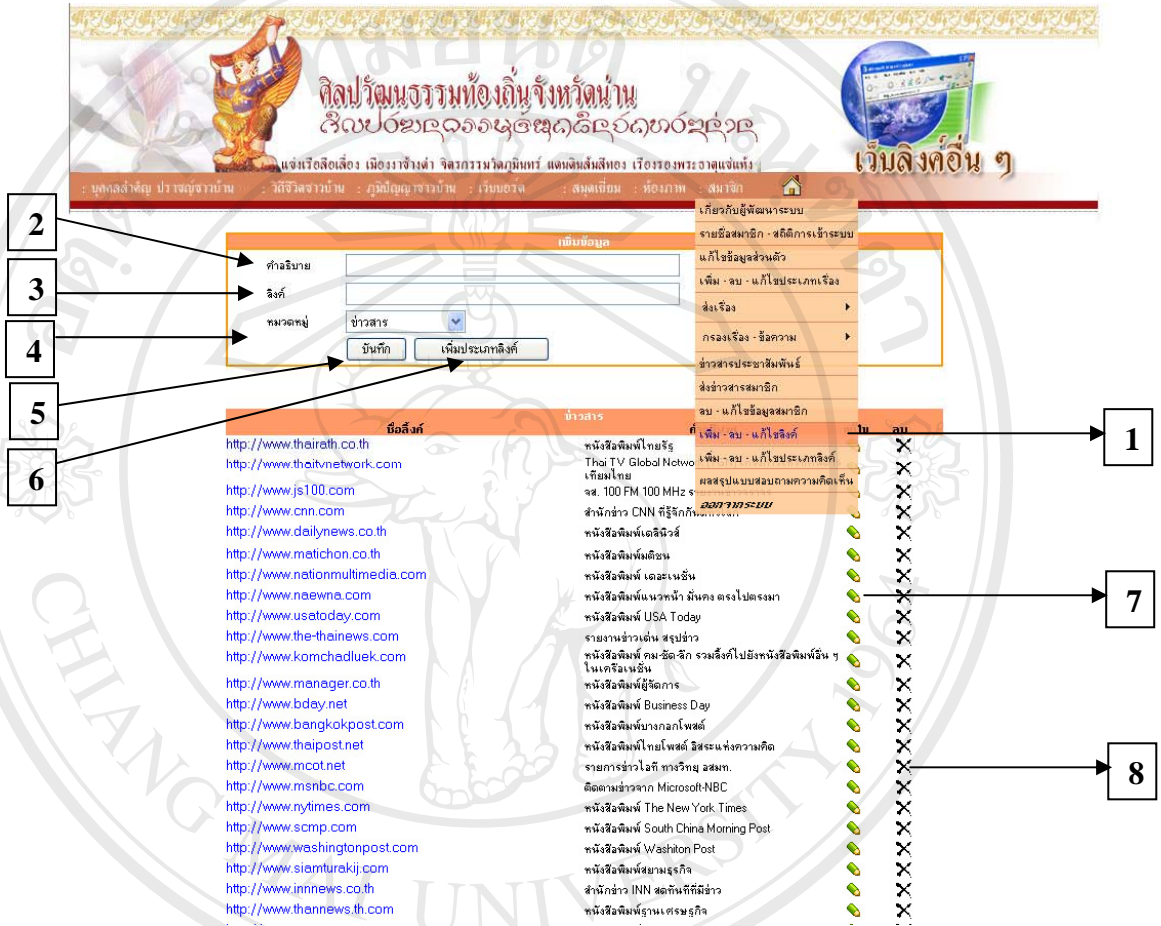 ศิลปวัฒนธรรมท้องถิ่นจังหวัดน่าน
แข่งเรือลือเลื่อง เมืองงาช้างดำ จิตรกรรมวัดภูมินทร์ แดนดินส้มสีทอง เรืองรองพระธาตุแช่แห้ง
เว็บลิงค์อื่น ๆ
: บุคคลสำคัญ ปราชญ์ชาวบ้าน : วิถีชีวิตชาวบ้าน : ภูมิปัญญาชาวบ้าน : เว็บบอร์ด : สมุดเยี่ยม : ห้องภาพ : สมาชิก
เกี่ยวกับผู้พัฒนาระบบ
รายชื่อสมาชิก - สถิติการเข้าระบบ
แก้ไขข้อมูลส่วนตัว
เพิ่ม - ลบ - แก้ไขประเภทเรื่อง
ส่งเรื่อง
กรองเรื่อง - ข้อความ
ข่าวสารประชาสัมพันธ์
ส่งข่าวสารสมาชิก
ลบ - แก้ไขข้อมูลสมาชิก
เพิ่ม - ลบ - แก้ไขลิงค์
เพิ่ม - ลบ - แก้ไขประเภทลิงค์
ผลสรุปแบบสอบถามความคิดเห็น
ออกจากระบบ
เพิ่มข้อมูล
2
คำอธิบาย
3
ลิงค์
4
หมวดหมู่ ข่าวสาร
บันทึก เพิ่มประเภทลิงค์
5
6
1
7
8
ข่าวสาร
ชื่อลิ้งค์ ลบ
http://www.thairath.co.th หนังสือพิมพ์ไทยรัฐ
http://www.thaitvnetwork.com Thai TV Global Netwo
เทียมไทย
http://www.js100.com จส. 100 FM 100 MHz
http://www.cnn.com สำนักข่าว CNN ที่รู้จักกัน
http://www.dailynews.co.th หนังสือพิมพ์เดลินิวส์
http://www.matichon.co.th หนังสือพิมพ์มติชน
http://www.nationmultimedia.com หนังสือพิมพ์ เดอะเนชั่น
http://www.naewna.com หนังสือพิมพ์แนวหน้า มั่นคง ตรงไปตรงมา
http://www.usatoday.com หนังสือพิมพ์ USA Today
http://www.the-thainews.com รายงานข่าวเด่น สรุปข่าว
http://www.komchadluek.com หนังสือพิมพ์ คม-ชัด-ลึก รวมลิ้งค์ไปยังหนังสือพิมพ์อื่น ๆ
ในเครือเนชั่น
http://www.manager.co.th หนังสือพิมพ์ผู้จัดการ
http://www.bday.net หนังสือพิมพ์ Business Day
http://www.bangkokpost.com หนังสือพิมพ์บางกอกโพสต์
http://www.thaipost.net หนังสือพิมพ์ไทยโพสต์ อิสระแห่งความคิด
http://www.mcot.net รายการข่าวไอที ทางวิทยุ อสมท.
http://www.msnbc.com ติดตามข่าวจาก Microsoft-NBC
http://www.nytimes.com หนังสือพิมพ์ The New York Times
http://www.scmp.com หนังสือพิมพ์ South China Morning Post
http://www.washingtonpost.com หนังสือพิมพ์ Washiton Post
http://www.siamturakij.com หนังสือพิมพ์สยามธุรกิจ
http://www.innnews.co.th สำนักข่าว INN สดทันทีที่มีข่าว
http://www.thannews.th.com หนังสือพิมพ์ฐานเศรษฐกิจ
CHIANG MAI UNIVERSITY 1964